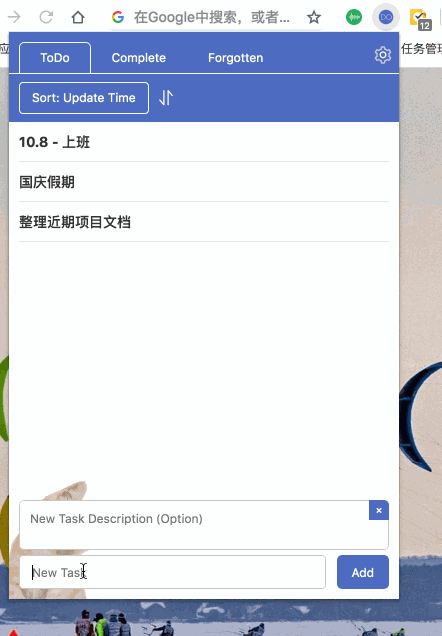 在Google中搜索，或者...
12
应
任务管理
ToDo
Complete
Forgotten
Sort: Update Time
10.8 - 上班
国庆假期
整理近期项目文档
New Task Description (Option)
×
New Task
Add